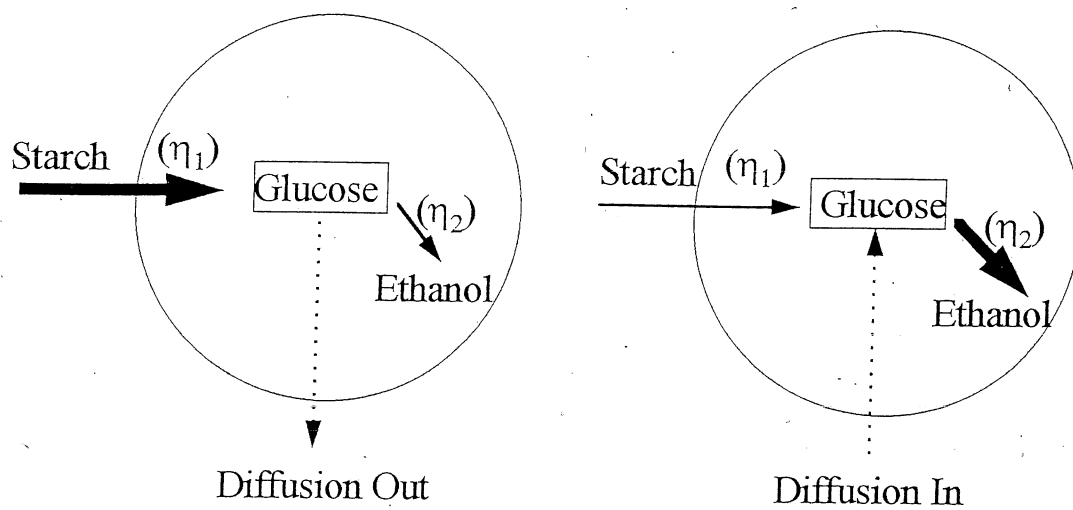 Starch (η₁)
Glucose
(η₂)
Ethanol
Diffusion Out
Starch (η₁)
Glucose
(η₂)
Ethanol
Diffusion In